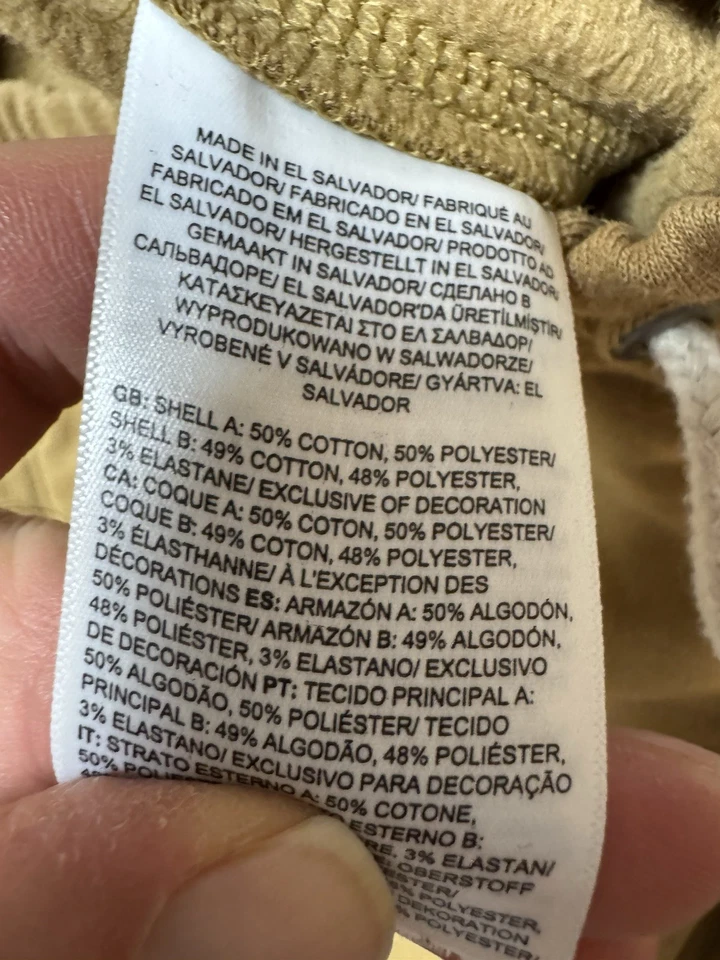 MADE IN EL SALVADOR/ FABRIQUÉ AU
SALVADOR/ FABRICADO EN EL SALVADOR/
FABRICADO EM EL SALVADOR/ PRODOTTO AD
EL SALVADOR/ HERGESTELLT IN EL SALVADOR/
GEMAAKT IN SALVADOR/ СДЕЛАНО В
САЛЬВАДОРЕ/ EL SALVADOR'DA ÜRETİLMİŞTİR/
ΚΑΤΑΣΚΕΥΑΖΕΤΑΙ ΣΤΟ ΕΛ ΣΑΛΒΑΔΟΡ/
WYPRODUKOWANO W SALWADORZE/
VYROBENÉ V SALVÁDORE/ GYÁRTVA: EL
SALVADOR
GB: SHELL A: 50% COTTON, 50% POLYESTER/
SHELL B: 49% COTTON, 48% POLYESTER,
3% ELASTANE/ EXCLUSIVE OF DECORATION
CA: COQUE A: 50% COTON, 50% POLYESTER/
COQUE B: 49% COTON, 48% POLYESTER,
3% ÉLASTHANNE/ À L'EXCEPTION DES
DÉCORATIONS ES: ARMAZÓN A: 50% ALGODÓN,
50% POLIÉSTER/ ARMAZÓN B: 49% ALGODÓN,
48% POLIÉSTER, 3% ELASTANO/ EXCLUSIVO
DE DECORACIÓN PT: TECIDO PRINCIPAL A:
50% ALGODÃO, 50% POLIÉSTER/ TECIDO
PRINCIPAL B: 49% ALGODÃO, 48% POLIÉSTER,
3% ELASTANO/ EXCLUSIVO PARA DECORAÇÃO
IT: STRATO ESTERNO A: 50% COTONE,
50% ESTERNO B:
3% ELASTAN/
OBERSTOFF
% POLYESTER,
DEKORATION
% POLYESTER/